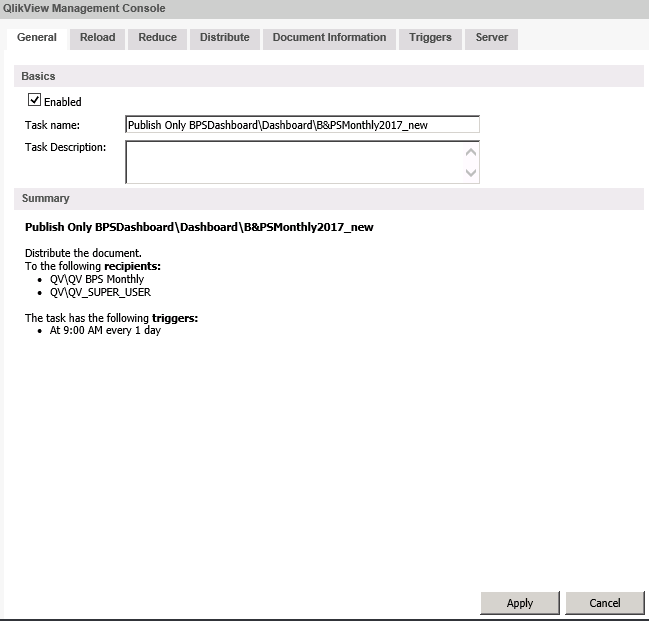 QlikView Management Console
General Reload Reduce Distribute Document Information Triggers Server
Basics
Enabled
Task name: Publish Only BPSDashboard\Dashboard\B&PSMonthly2017_new
Task Description:
Summary
Publish Only BPSDashboard\Dashboard\B&PSMonthly2017_new
Distribute the document.
To the following recipients:
• QV\QV BPS Monthly
• QV\QV_SUPER_USER
The task has the following triggers:
• At 9:00 AM every 1 day
Apply Cancel